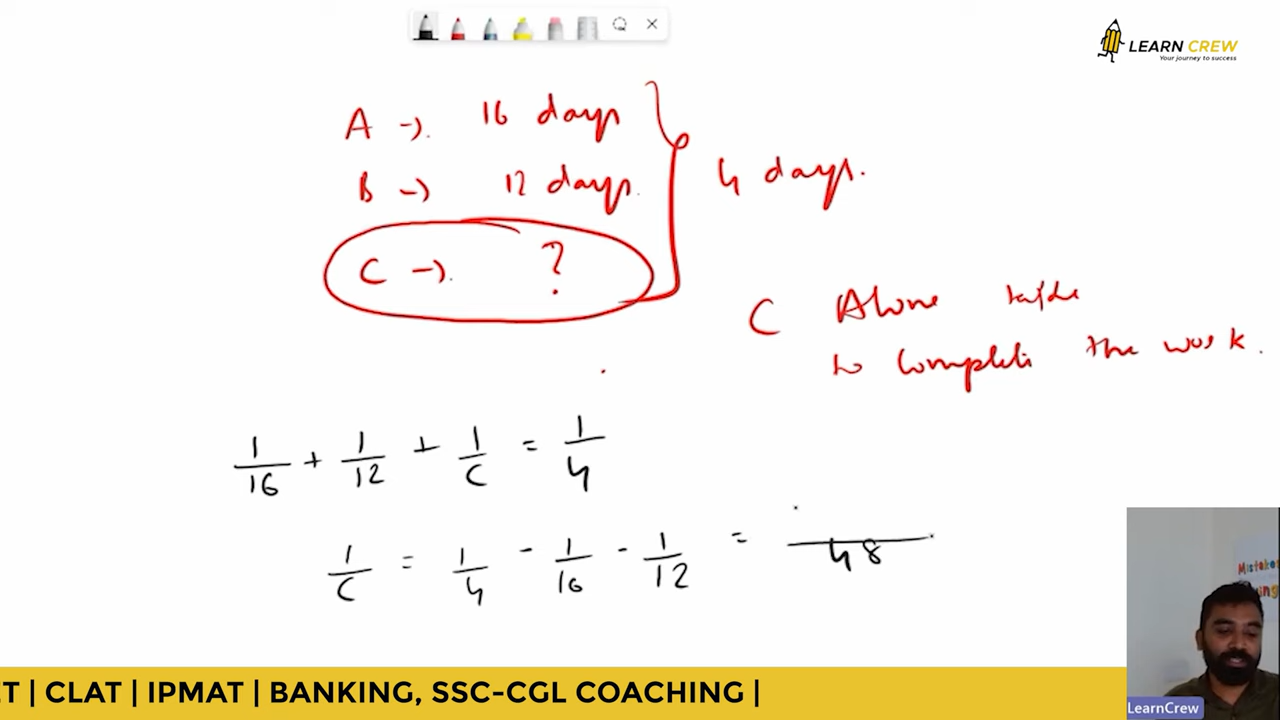 LEARN CREW
Your journey to success
A -> 16 days
B -> 12 days.
4 days.
C -> ?
C Alone
to complete the work.
1/16 + 1/12 + 1/C = 1/4
1/C = 1/4 - 1/16 - 1/12 = /48
Mistakes
ET | CLAT | IPMAT | BANKING, SSC-CGL COACHING |
LearnCrew